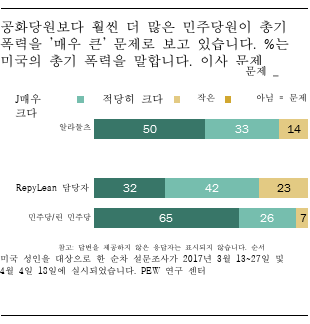 공화당원보다 훨씬 더 많은 민주당원이 총기
폭력을 '매우 큰' 문제로 보고 있습니다. %는
미국의 총기 폭력을 말합니다. 이사 문제
문제 _
J매우 크다
적당히 크다
작은
아님 = 문제
알라돌츠
50 33 14
RepyLean 담당자
32 42 23
민주당/린 민주당
65 26 7
참고: 답변을 제공하지 않은 응답자는 표시되지 않습니다. 순서
미국 성인을 대상으로 한 순차 설문조사가 2017년 3월 13~27일 및
4월 4일 18일에 실시되었습니다. PEW 연구 센터